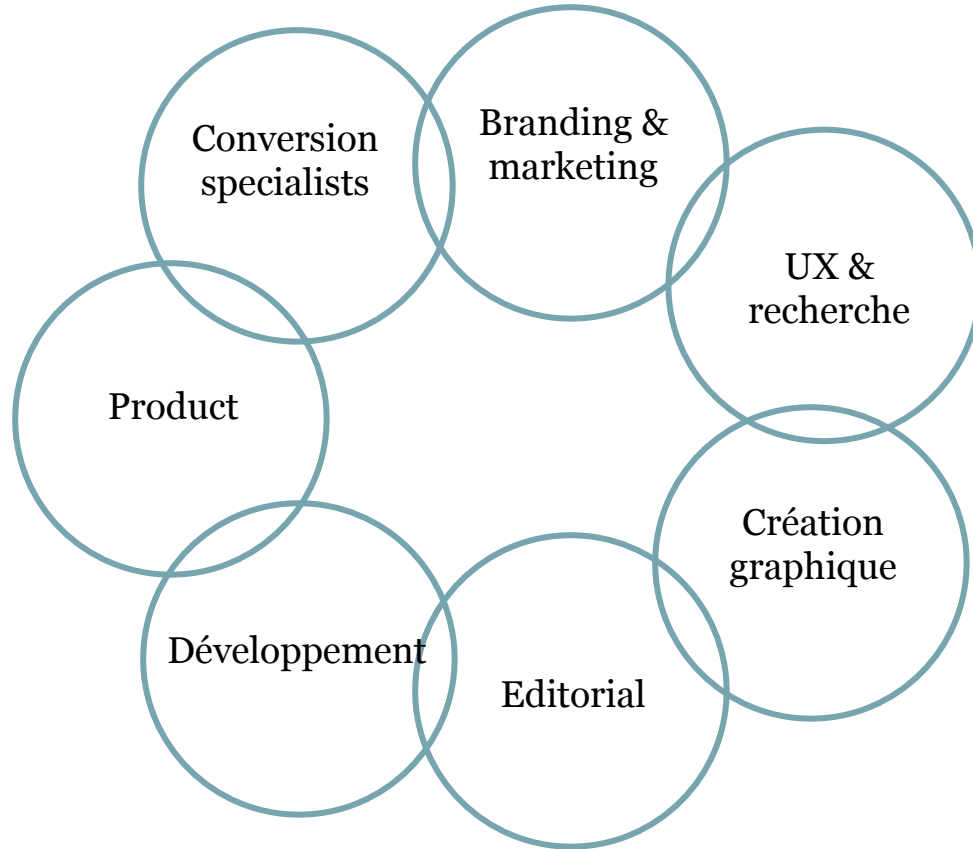 Conversion
specialists
Branding &
marketing
UX &
recherche
Product
Création
graphique
Développement
Editorial